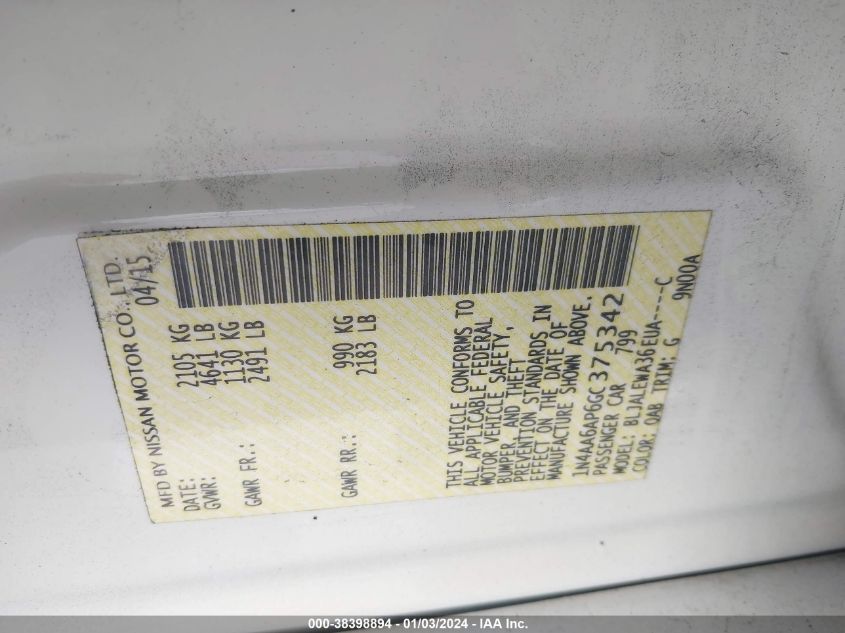 MFD BY NISSAN MOTOR CO., LTD.
DATE: 04/15
GVWR: 2105 KG
4641 LB
GAWR FR.: 1130 KG
2491 LB
GAWR RR.: 990 KG
2183 LB
THIS VEHICLE CONFORMS TO
ALL APPLICABLE FEDERAL
MOTOR VEHICLE SAFETY,
BUMPER, AND THEFT
PREVENTION STANDARDS IN
EFFECT ON THE DATE OF
MANUFACTURE SHOWN ABOVE.
1N4AA6AP6GC375342
PASSENGER CAR 799
MODEL: BLJALEWA36EUA----C
COLOR: QAB TRIM: G 9N00A
000-38398894 - 01/03/2024 - IAA Inc.